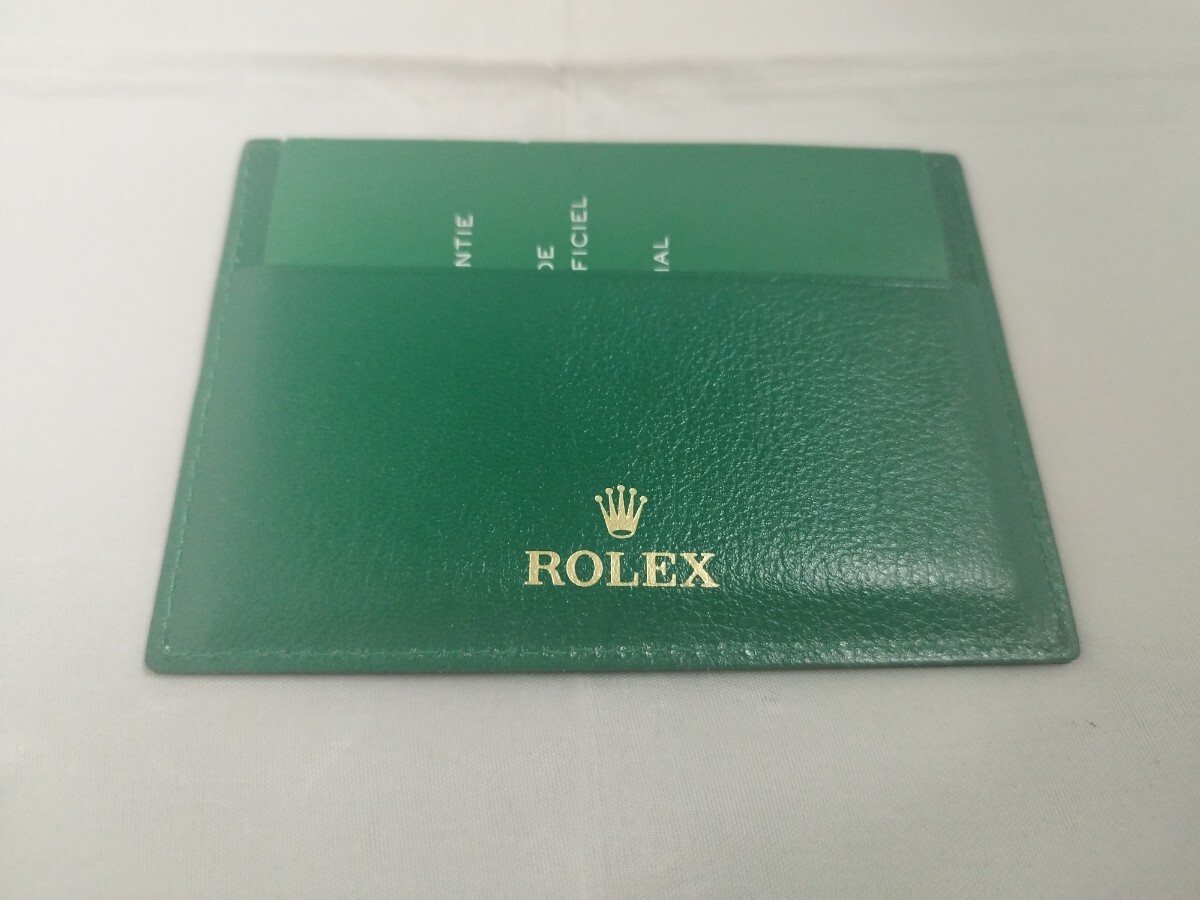 NTIE
DE
FICIEL
IAL
ROLEX